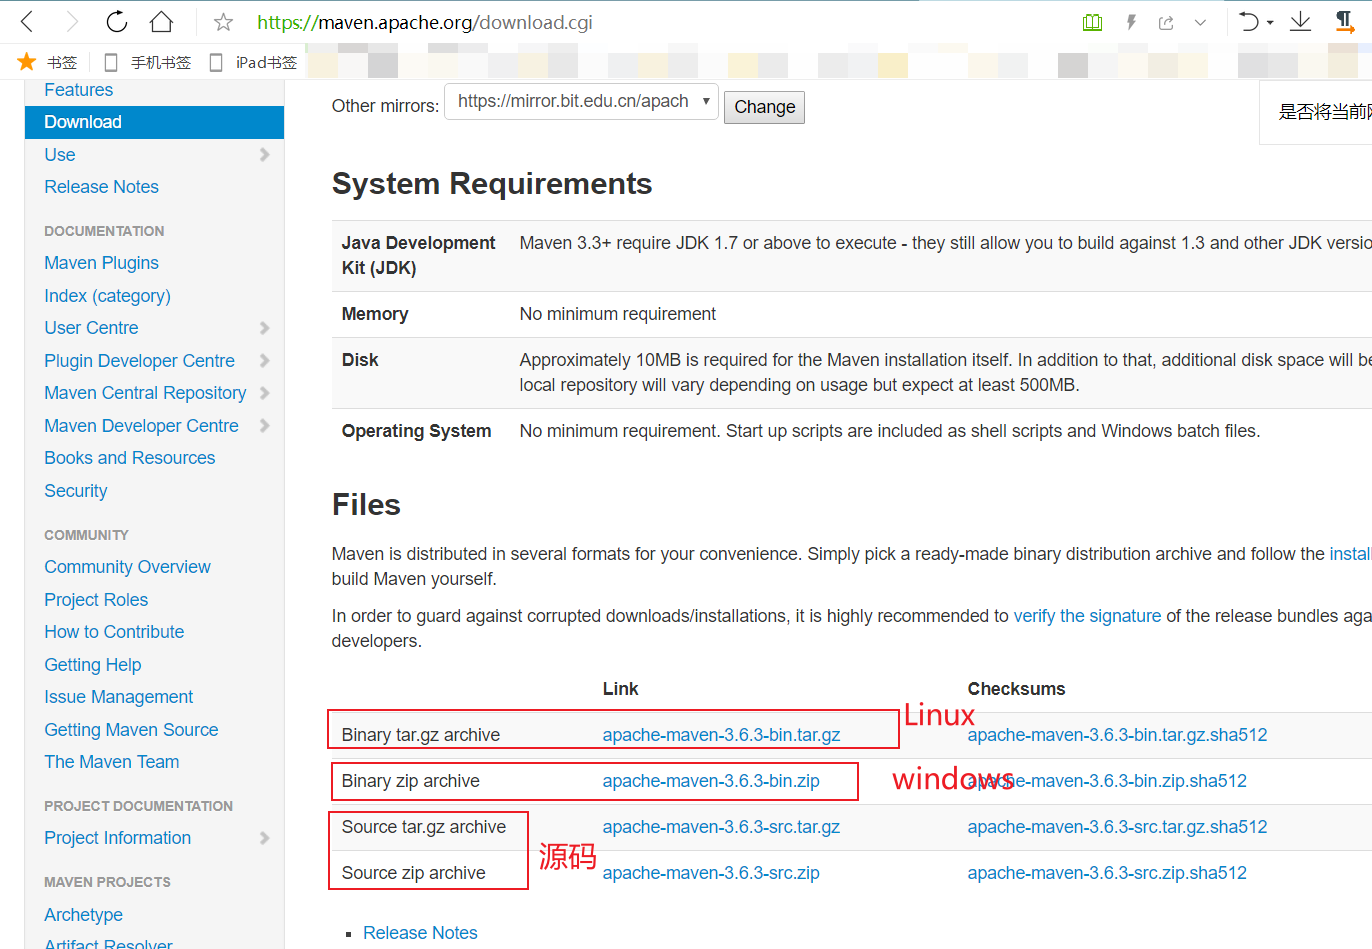 https://maven.apache.org/download.cgi
书签 手机书签 iPad书签
Features
Download
Use
Release Notes
DOCUMENTATION
Maven Plugins
Index (category)
User Centre
Plugin Developer Centre
Maven Central Repository
Maven Developer Centre
Books and Resources
Security
COMMUNITY
Community Overview
Project Roles
How to Contribute
Getting Help
Issue Management
Getting Maven Source
The Maven Team
PROJECT DOCUMENTATION
Project Information
MAVEN PROJECTS
Archetype
Artifact Resolver
Other mirrors: https://mirror.bit.edu.cn/apach Change
是否将当前
System Requirements
Java Development Kit (JDK) Maven 3.3+ require JDK 1.7 or above to execute - they still allow you to build against 1.3 and other JDK versio
Memory No minimum requirement
Disk Approximately 10MB is required for the Maven installation itself. In addition to that, additional disk space will be
local repository will vary depending on usage but expect at least 500MB.
Operating System No minimum requirement. Start up scripts are included as shell scripts and Windows batch files.
Files
Maven is distributed in several formats for your convenience. Simply pick a ready-made binary distribution archive and follow the install
build Maven yourself.
In order to guard against corrupted downloads/installations, it is highly recommended to verify the signature of the release bundles aga
developers.
Link Checksums
Binary tar.gz archive apache-maven-3.6.3-bin.tar.gz Linux apache-maven-3.6.3-bin.tar.gz.sha512
Binary zip archive apache-maven-3.6.3-bin.zip windows apache-maven-3.6.3-bin.zip.sha512
Source tar.gz archive apache-maven-3.6.3-src.tar.gz apache-maven-3.6.3-src.tar.gz.sha512
源码
Source zip archive apache-maven-3.6.3-src.zip apache-maven-3.6.3-src.zip.sha512
Release Notes